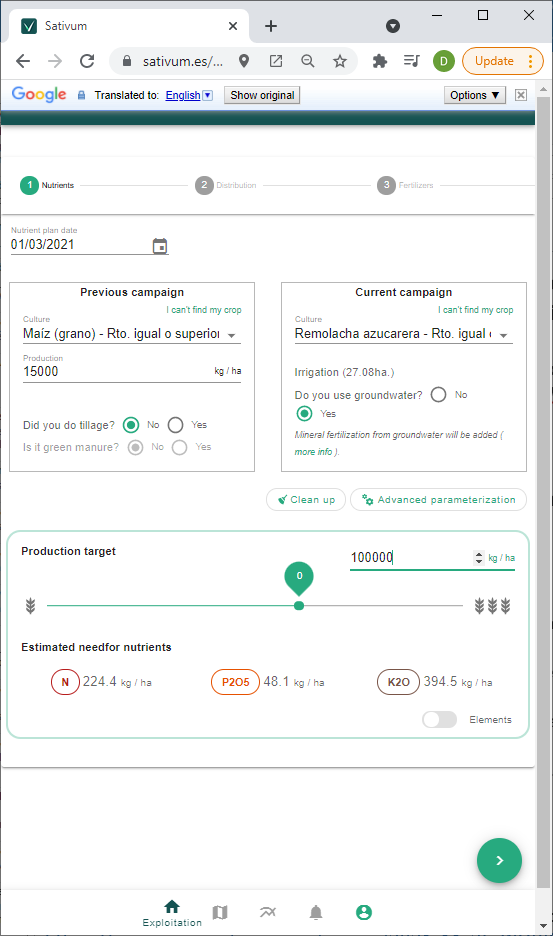 Sativum
sativum.es/...
D
Update
Google Translated to: English Show original Options ▼
1 Nutrients 2 Distribution 3 Fertilizers
Nutrient plan date
01/03/2021
Previous campaign
I can't find my crop
Culture
Maíz (grano) - Rto. igual o superior
Production
15000 kg / ha
Did you do tillage? No Yes
Is it green manure? No Yes
Current campaign
I can't find my crop
Culture
Remolacha azucarera - Rto. igual
Irrigation (27.08ha.)
Do you use groundwater? No
Yes
Mineral fertilization from groundwater will be added (
more info ).
Clean up Advanced parameterization
Production target 100000 kg / ha
0
Estimated needfor nutrients
N 224.4 kg / ha P2O5 48.1 kg / ha K2O 394.5 kg / ha
Elements
Exploitation